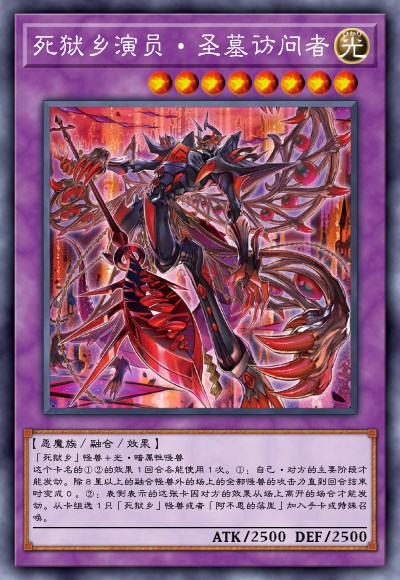 死狱乡演员·圣墓访问者
光
【恶魔族/融合/效果】
「死狱乡」怪兽+光·暗属性怪兽
这个卡名的①②的效果1回合各能使用1次。①:自己·对方的主要阶段才
能发动。除8星以上的融合怪兽外的场上的全部怪兽的攻击力直到回合结束
时变成0。②:表侧表示的这张卡因对方的效果从场上离开的场合才能发
动。从卡组选1只「死狱乡」怪兽或者「阿不思的落胤」加入手卡或特殊召
唤。
ATK/2500 DEF/2500